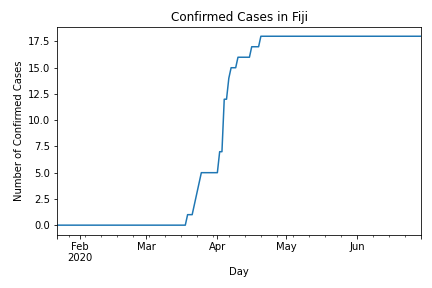 Confirmed Cases in Fiji
Number of Confirmed Cases
17.5
15.0
12.5
10.0
7.5
5.0
2.5
0.0
Feb Mar Apr May Jun
2020
Day